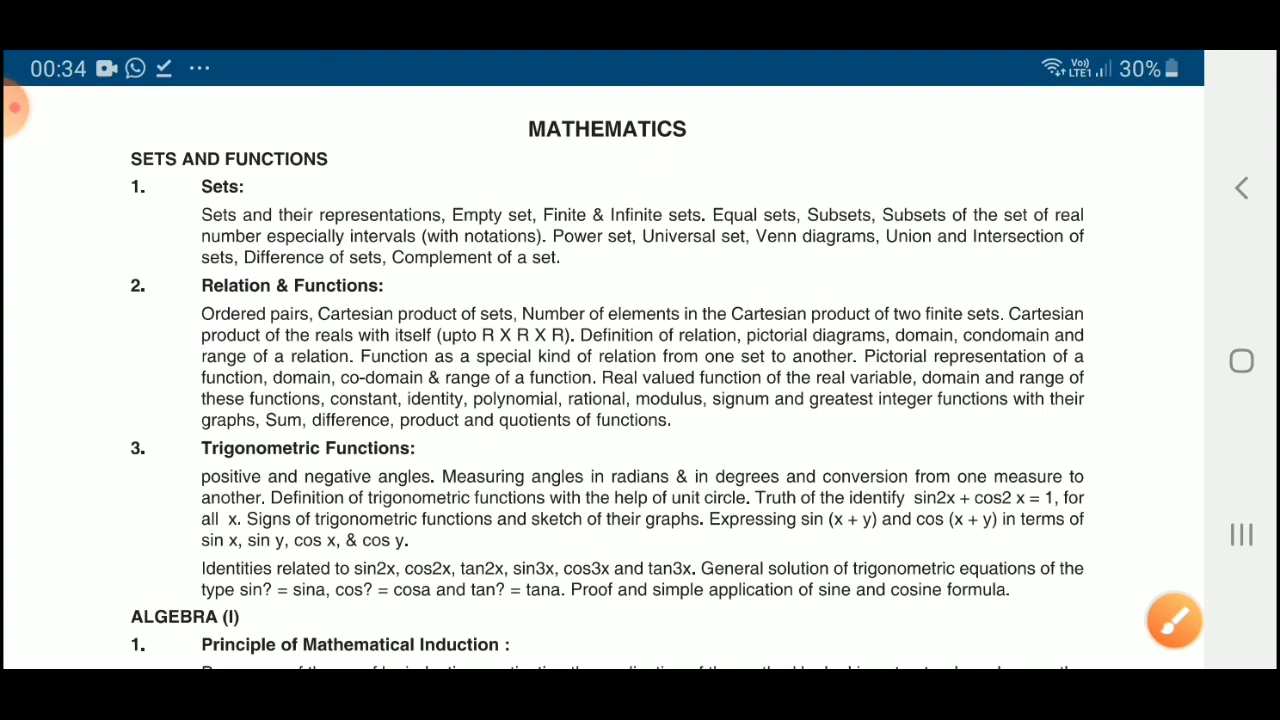 00:34
Vo)) LTE1 30%
MATHEMATICS
SETS AND FUNCTIONS
1. Sets:
Sets and their representations, Empty set, Finite & Infinite sets. Equal sets, Subsets, Subsets of the set of real
number especially intervals (with notations). Power set, Universal set, Venn diagrams, Union and Intersection of
sets, Difference of sets, Complement of a set.
2. Relation & Functions:
Ordered pairs, Cartesian product of sets, Number of elements in the Cartesian product of two finite sets. Cartesian
product of the reals with itself (upto R X R X R). Definition of relation, pictorial diagrams, domain, condomain and
range of a relation. Function as a special kind of relation from one set to another. Pictorial representation of a
function, domain, co-domain & range of a function. Real valued function of the real variable, domain and range of
these functions, constant, identity, polynomial, rational, modulus, signum and greatest integer functions with their
graphs, Sum, difference, product and quotients of functions.
3. Trigonometric Functions:
positive and negative angles. Measuring angles in radians & in degrees and conversion from one measure to
another. Definition of trigonometric functions with the help of unit circle. Truth of the identify sin2x + cos2 x = 1, for
all x. Signs of trigonometric functions and sketch of their graphs. Expressing sin (x + y) and cos (x + y) in terms of
sin x, sin y, cos x, & cos y.
Identities related to sin2x, cos2x, tan2x, sin3x, cos3x and tan3x. General solution of trigonometric equations of the
type sin? = sina, cos? = cosa and tan? = tana. Proof and simple application of sine and cosine formula.
ALGEBRA (I)
1. Principle of Mathematical Induction :